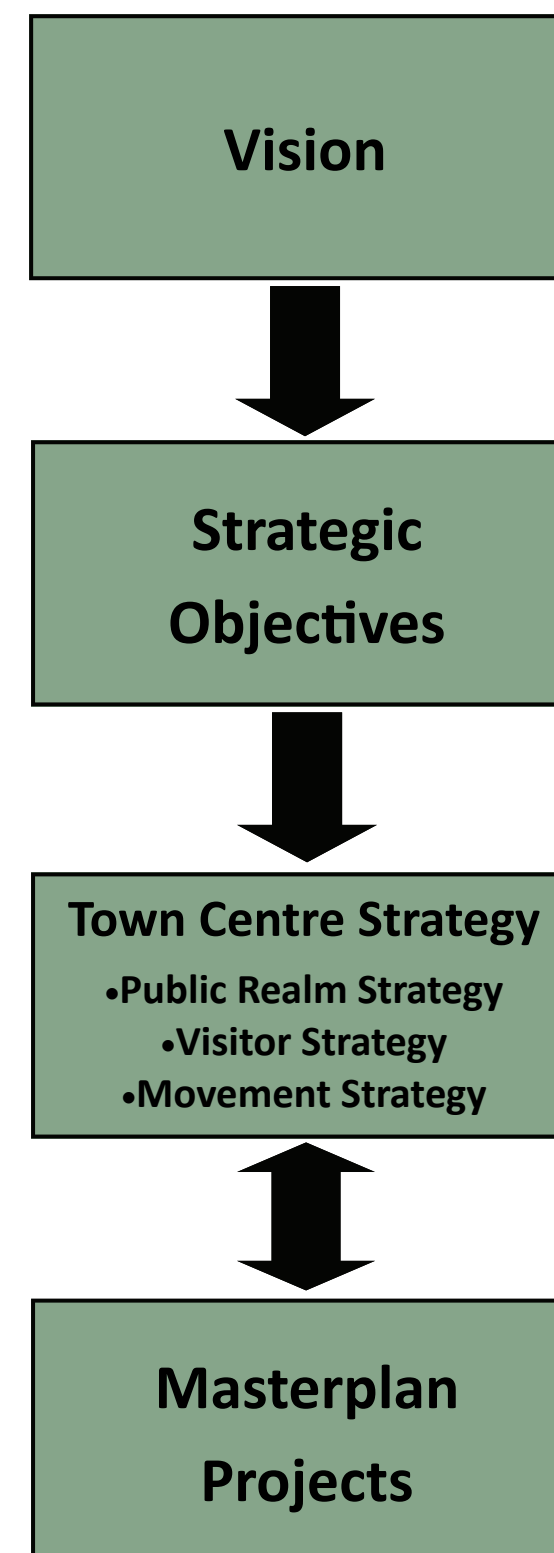 Vision
Strategic
Objectives
Town Centre Strategy
•Public Realm Strategy
•Visitor Strategy
•Movement Strategy
Masterplan
Projects